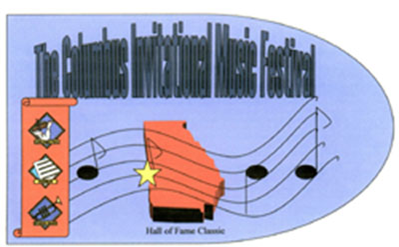 The Columbus Invitational Music Festival
Hall of Fame Classic